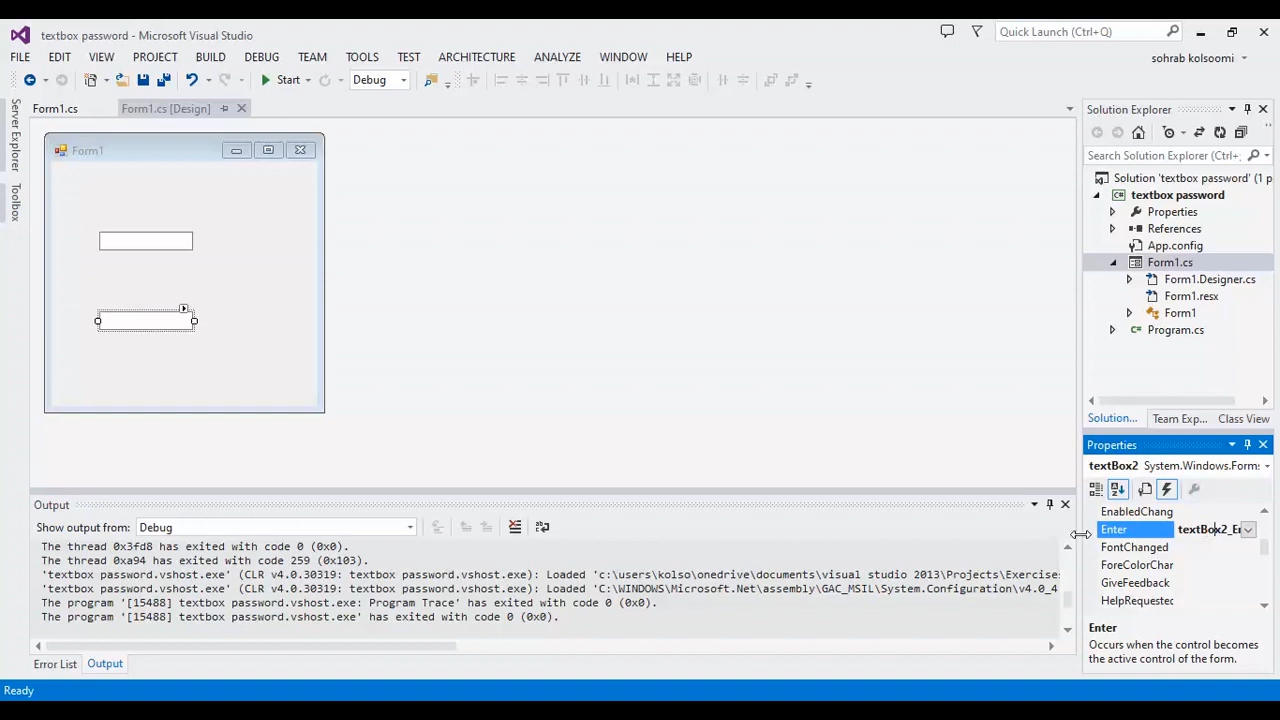 textbox password - Microsoft Visual Studio
Quick Launch (Ctrl+Q)
FILE EDIT VIEW PROJECT BUILD DEBUG TEAM TOOLS TEST ARCHITECTURE ANALYZE WINDOW HELP
sohrab kolsoomi
Start Debug
Server Explorer
Toolbox
Form1.cs
Form1.cs [Design]
Form1
Output
Show output from: Debug
The thread 0x3fd8 has exited with code 0 (0x0).
The thread 0xa94 has exited with code 259 (0x103).
'textbox password.vshost.exe' (CLR v4.0.30319: textbox password.vshost.exe): Loaded 'c:\users\kolso\onedrive\documents\visual studio 2013\Projects\Exercise
'textbox password.vshost.exe' (CLR v4.0.30319: textbox password.vshost.exe): Loaded 'C:\WINDOWS\Microsoft.Net\assembly\GAC_MSIL\System.Configuration\v4.0_4
The program '[15488] textbox password.vshost.exe: Program Trace' has exited with code 0 (0x0).
The program '[15488] textbox password.vshost.exe' has exited with code 0 (0x0).
Error List
Output
Ready
Solution Explorer
Search Solution Explorer (Ctrl+;
Solution 'textbox password' (1 p
textbox password
Properties
References
App.config
Form1.cs
Form1.Designer.cs
Form1.resx
Form1
Program.cs
Solution... Team Exp... Class View
Properties
textBox2 System.Windows.Forms
EnabledChang
Enter textBox2_En
FontChanged
ForeColorChar
GiveFeedback
HelpRequested
Enter
Occurs when the control becomes
the active control of the form.